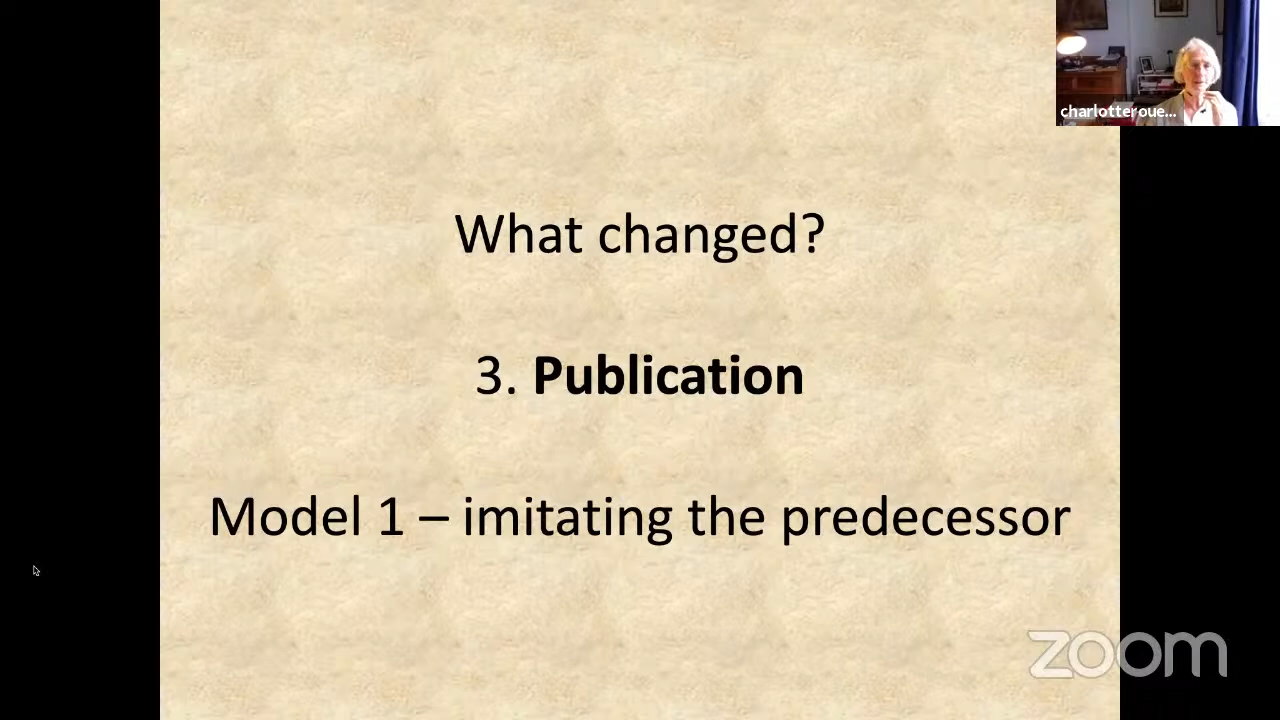 charlotteroue...
What changed?
3. Publication
Model 1 – imitating the predecessor
zoom